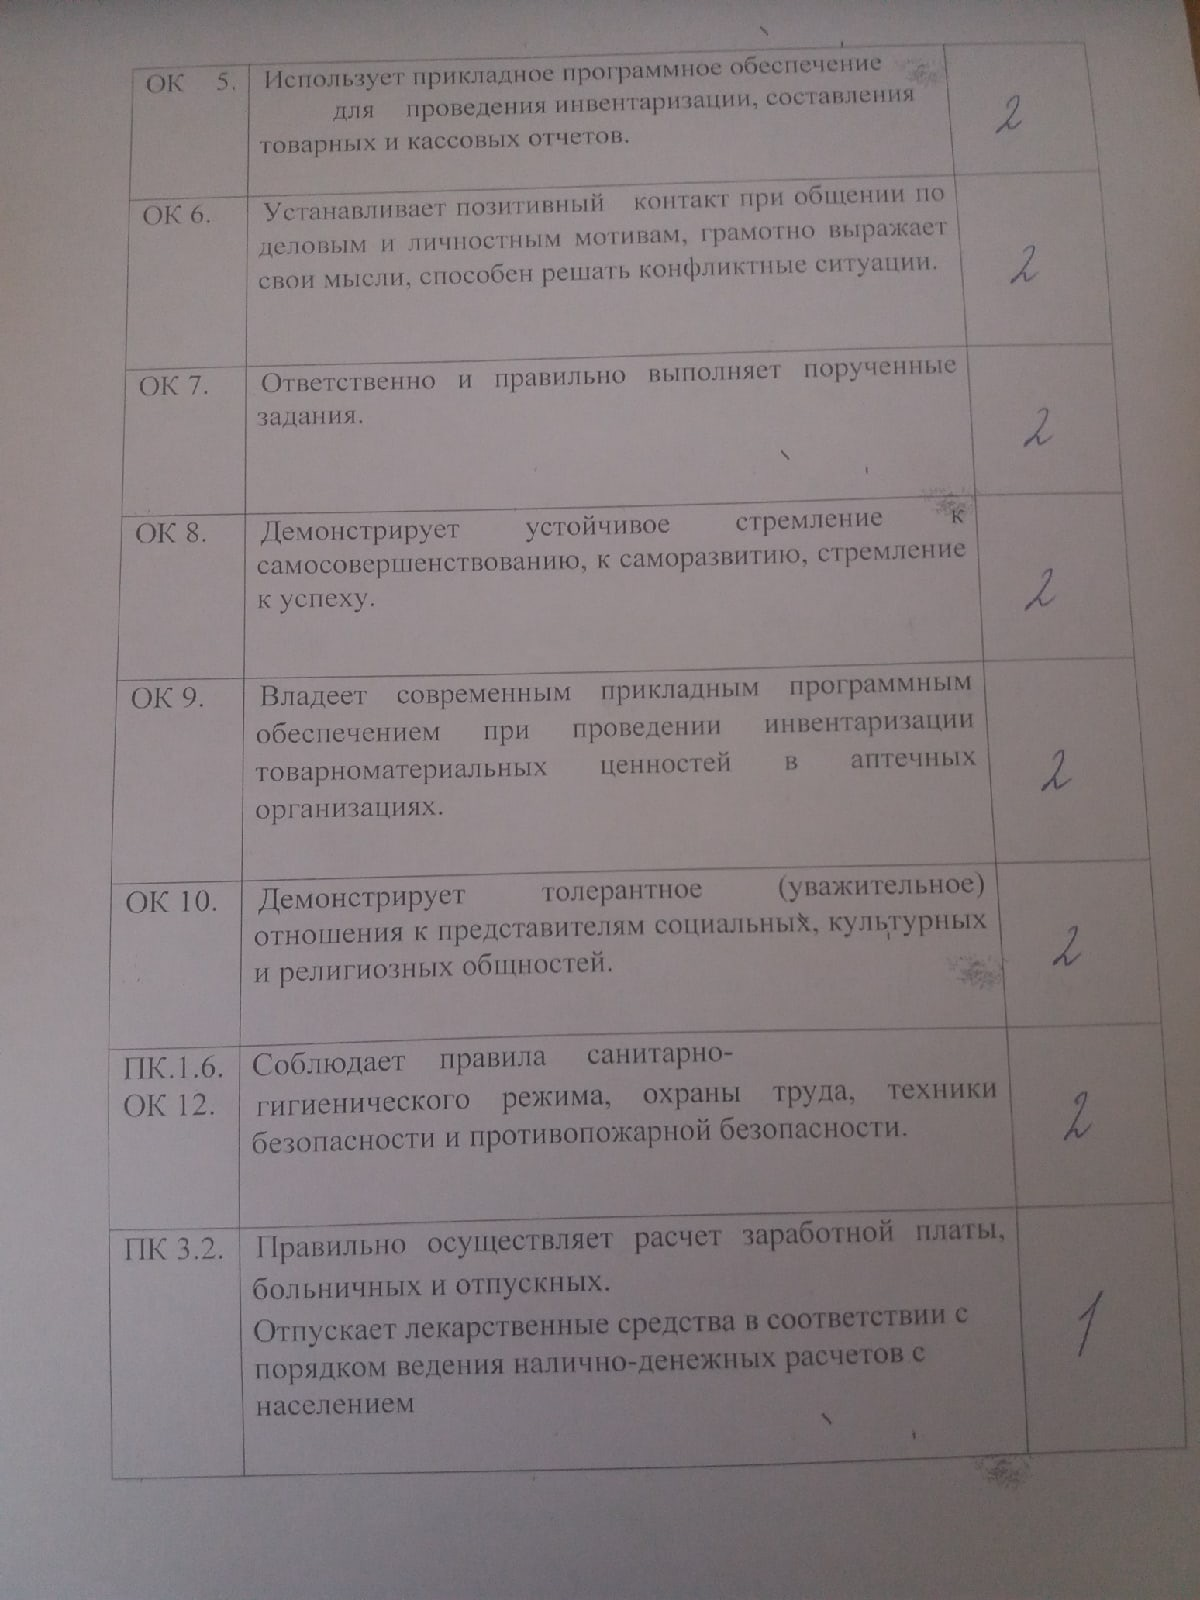 ОК 5. Использует прикладное программное обеспечение
для проведения инвентаризации, составления
товарных и кассовых отчетов.
2
ОК 6. Устанавливает позитивный контакт при общении по
деловым и личностным мотивам, грамотно выражает
свои мысли, способен решать конфликтные ситуации.
2
ОК 7. Ответственно и правильно выполняет порученные
задания.
2
ОК 8. Демонстрирует устойчивое стремление к
самосовершенствованию, к саморазвитию, стремление
к успеху.
2
ОК 9. Владеет современным прикладным программным
обеспечением при проведении инвентаризации
товарноматериальных ценностей в аптечных
организациях.
2
ОК 10. Демонстрирует толерантное (уважительное)
отношения к представителям социальных, культурных
и религиозных общностей.
2
ПК.1.6. Соблюдает правила санитарно-
ОК 12. гигиенического режима, охраны труда, техники
безопасности и противопожарной безопасности.
2
ПК 3.2. Правильно осуществляет расчет заработной платы,
больничных и отпускных.
Отпускает лекарственные средства в соответствии с
порядком ведения налично-денежных расчетов с
населением
1